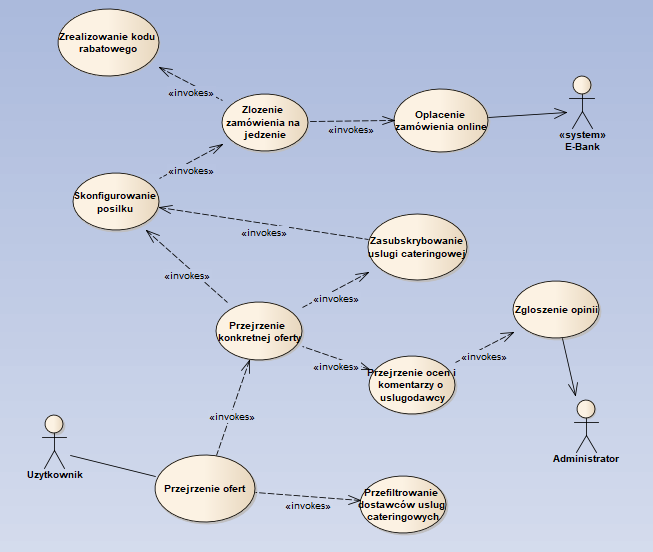 Zrealizowanie kodu
rabatowego
«invokes»
Zlozenie
zamówienia na
jedzenie
«invokes»
Oplacenie
zamówienia online
«system»
E-Bank
«invokes»
Skonfigurowanie
posilku
«invokes»
Zasubskrybowanie
uslugi cateringowej
«invokes»
«invokes»
Zgloszenie opinii
Przejrzenie
konkretnej oferty
«invokes»
«invokes»
Przejrzenie ocen i
komentarzy o
uslugodawcy
«invokes»
Administrator
Uzytkownik
Przejrzenie ofert
«invokes»
Przefiltrowanie
dostawców uslug
cateringowych